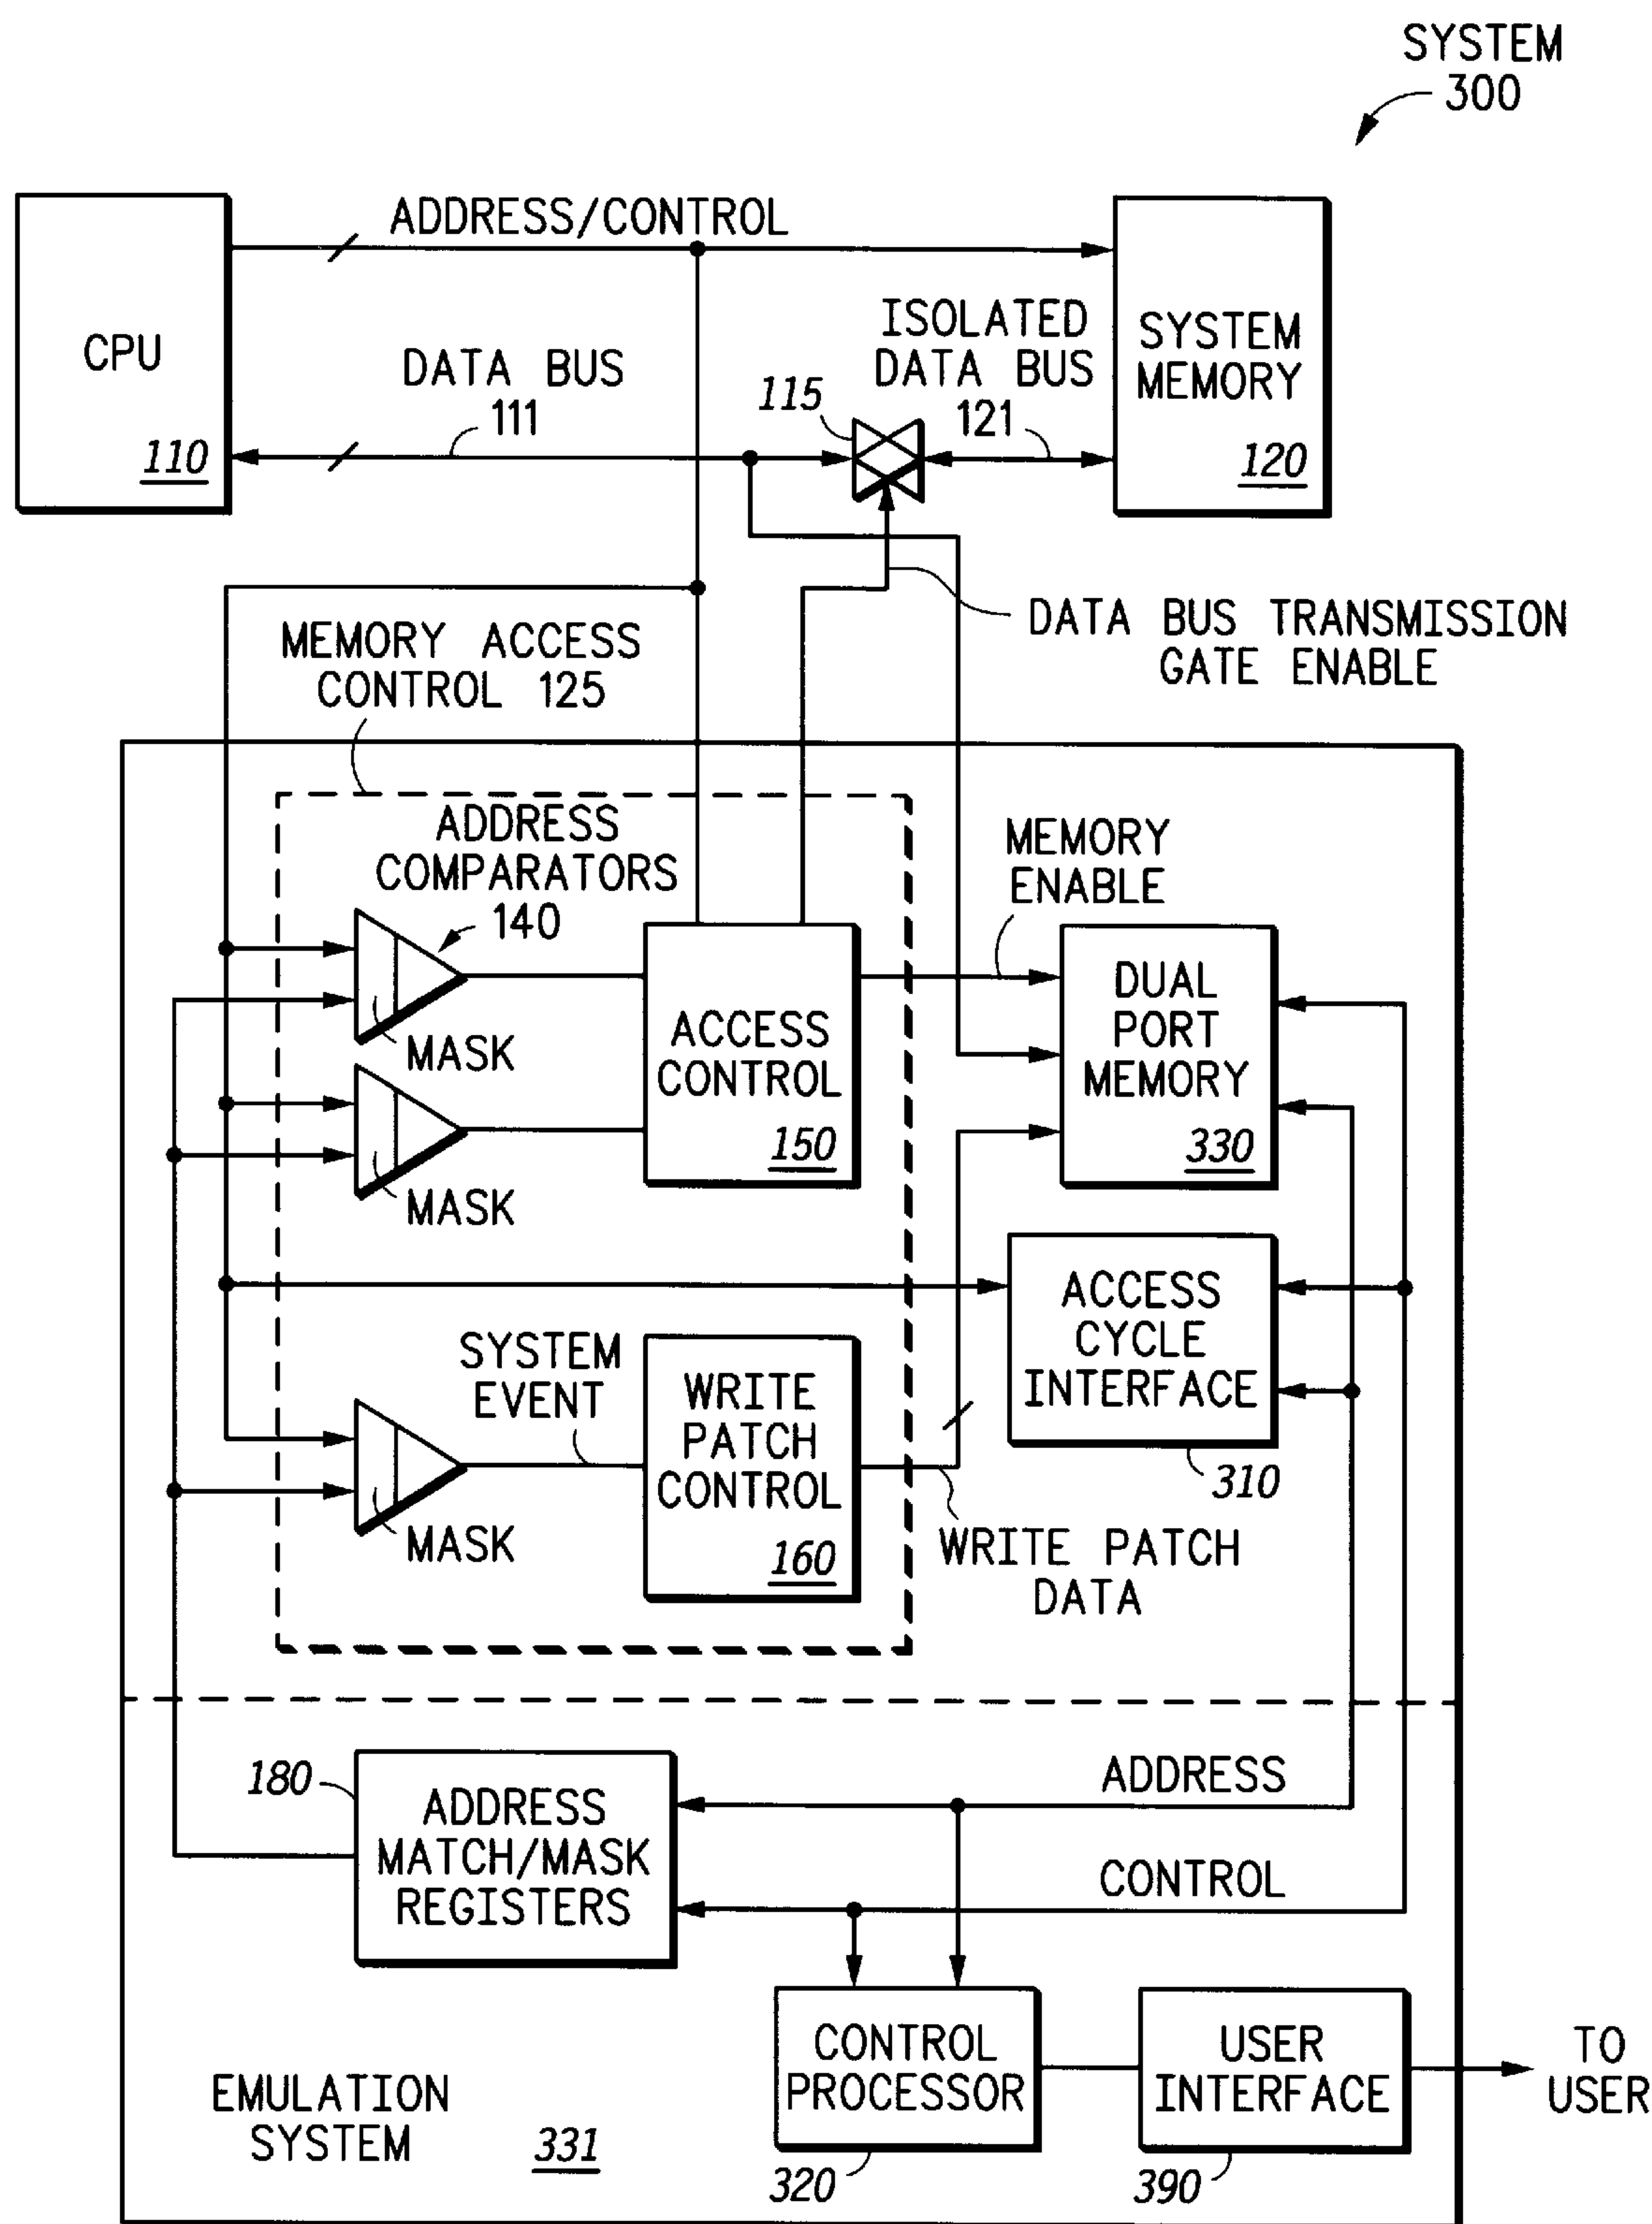 SYSTEM
300
ADDRESS/CONTROL
CPU
110
DATA BUS
111
115
ISOLATED
DATA BUS
121
SYSTEM
MEMORY
120
DATA BUS TRANSMISSION
GATE ENABLE
MEMORY ACCESS
CONTROL 125
ADDRESS
COMPARATORS
140
MASK
MASK
ACCESS
CONTROL
150
MEMORY
ENABLE
DUAL
PORT
MEMORY
330
ACCESS
CYCLE
INTERFACE
310
SYSTEM
EVENT
MASK
WRITE
PATCH
CONTROL
160
WRITE PATCH
DATA
180
ADDRESS
MATCH/MASK
REGISTERS
ADDRESS
CONTROL
CONTROL
PROCESSOR
320
USER
INTERFACE
390
TO
USER
EMULATION
SYSTEM
331